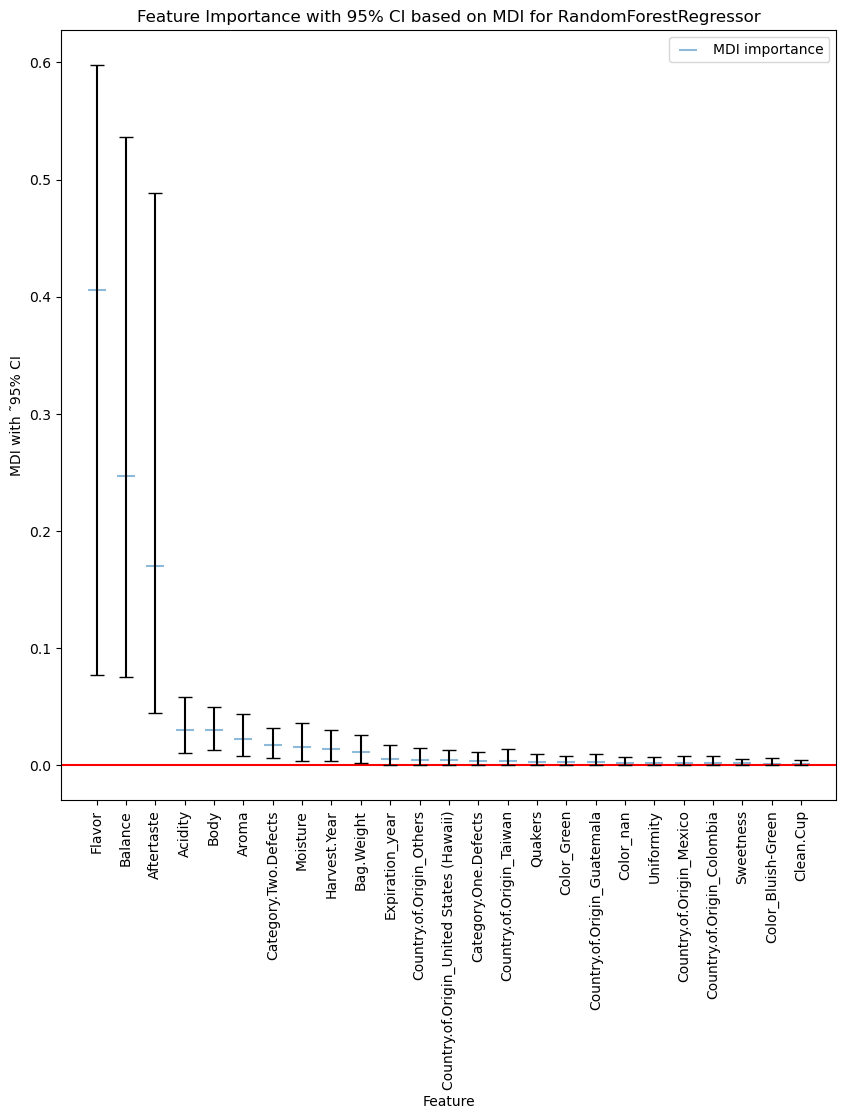 Feature Importance with 95% CI based on MDI for RandomForestRegressor
MDI importance
0.6
0.5
0.4
0.3
0.2
0.1
0.0
MDI with ˜95% CI
Flavor
Balance
Aftertaste
Acidity
Body
Aroma
Category.Two.Defects
Moisture
Harvest.Year
Bag.Weight
Expiration_year
Country.of.Origin_Others
Country.of.Origin_United States (Hawaii)
Category.One.Defects
Country.of.Origin_Taiwan
Quakers
Color_Green
Country.of.Origin_Guatemala
Color_nan
Uniformity
Country.of.Origin_Mexico
Country.of.Origin_Colombia
Sweetness
Color_Bluish-Green
Clean.Cup
Feature